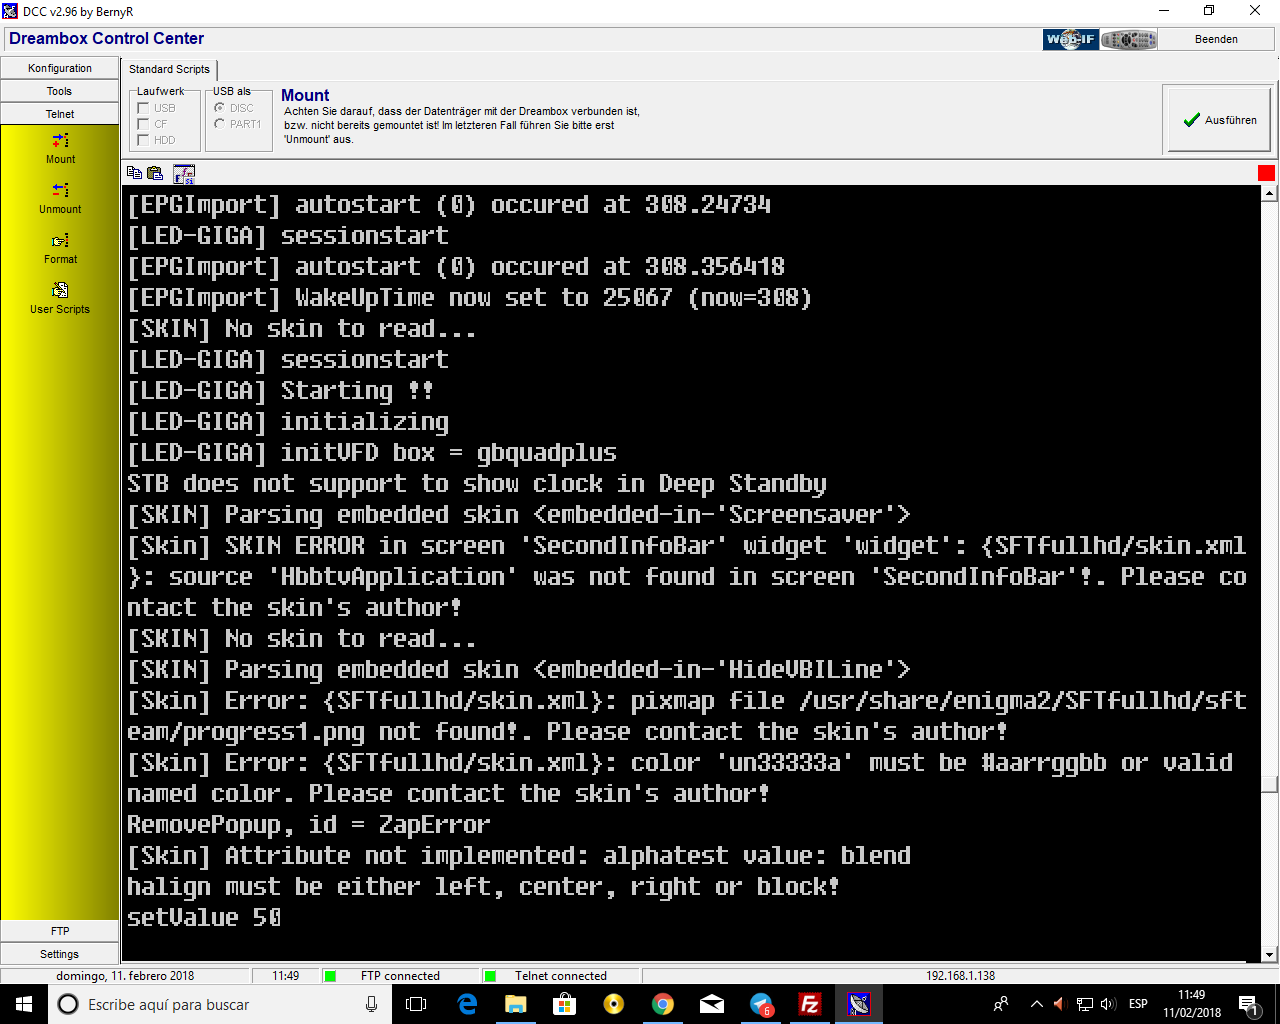 DCC v2.96 by BernyR
Dreambox Control Center
Web-IF
Beenden
Konfiguration
Tools
Telnet
Mount
Unmount
Format
User Scripts
FTP
Settings
Standard Scripts
Laufwerk
USB
CF
HDD
USB als
DISC
PART1
Mount
Achten Sie darauf, dass der Datenträger mit der Dreambox verbunden ist,
bzw. nicht bereits gemountet ist! Im letzteren Fall führen Sie bitte erst
'Unmount' aus.
Ausführen
[EPGImport] autostart (0) occured at 308.24734
[LED-GIGA] sessionstart
[EPGImport] autostart (0) occured at 308.356418
[EPGImport] WakeUpTime now set to 25067 (now=308)
[SKIN] No skin to read...
[LED-GIGA] sessionstart
[LED-GIGA] Starting !!
[LED-GIGA] initializing
[LED-GIGA] initVFD box = gbquadplus
STB does not support to show clock in Deep Standby
[SKIN] Parsing embedded skin <embedded-in-'Screensaver'>
[Skin] SKIN ERROR in screen 'SecondInfoBar' widget 'widget': {SFTfullhd/skin.xml
}: source 'HbbtvApplication' was not found in screen 'SecondInfoBar'!. Please co
ntact the skin's author!
[SKIN] No skin to read...
[SKIN] Parsing embedded skin <embedded-in-'HideVBILine'>
[Skin] Error: {SFTfullhd/skin.xml}: pixmap file /usr/share/enigma2/SFTfullhd/sft
eam/progress1.png not found!. Please contact the skin's author!
[Skin] Error: {SFTfullhd/skin.xml}: color 'un33333a' must be #aarrggbb or valid
named color. Please contact the skin's author!
RemovePopup, id = ZapError
[Skin] Attribute not implemented: alphatest value: blend
halign must be either left, center, right or block!
setValue 50
domingo, 11. febrero 2018
11:49
FTP connected
Telnet connected
192.168.1.138
Escribe aquí para buscar
6
ESP
11:49
11/02/2018
1